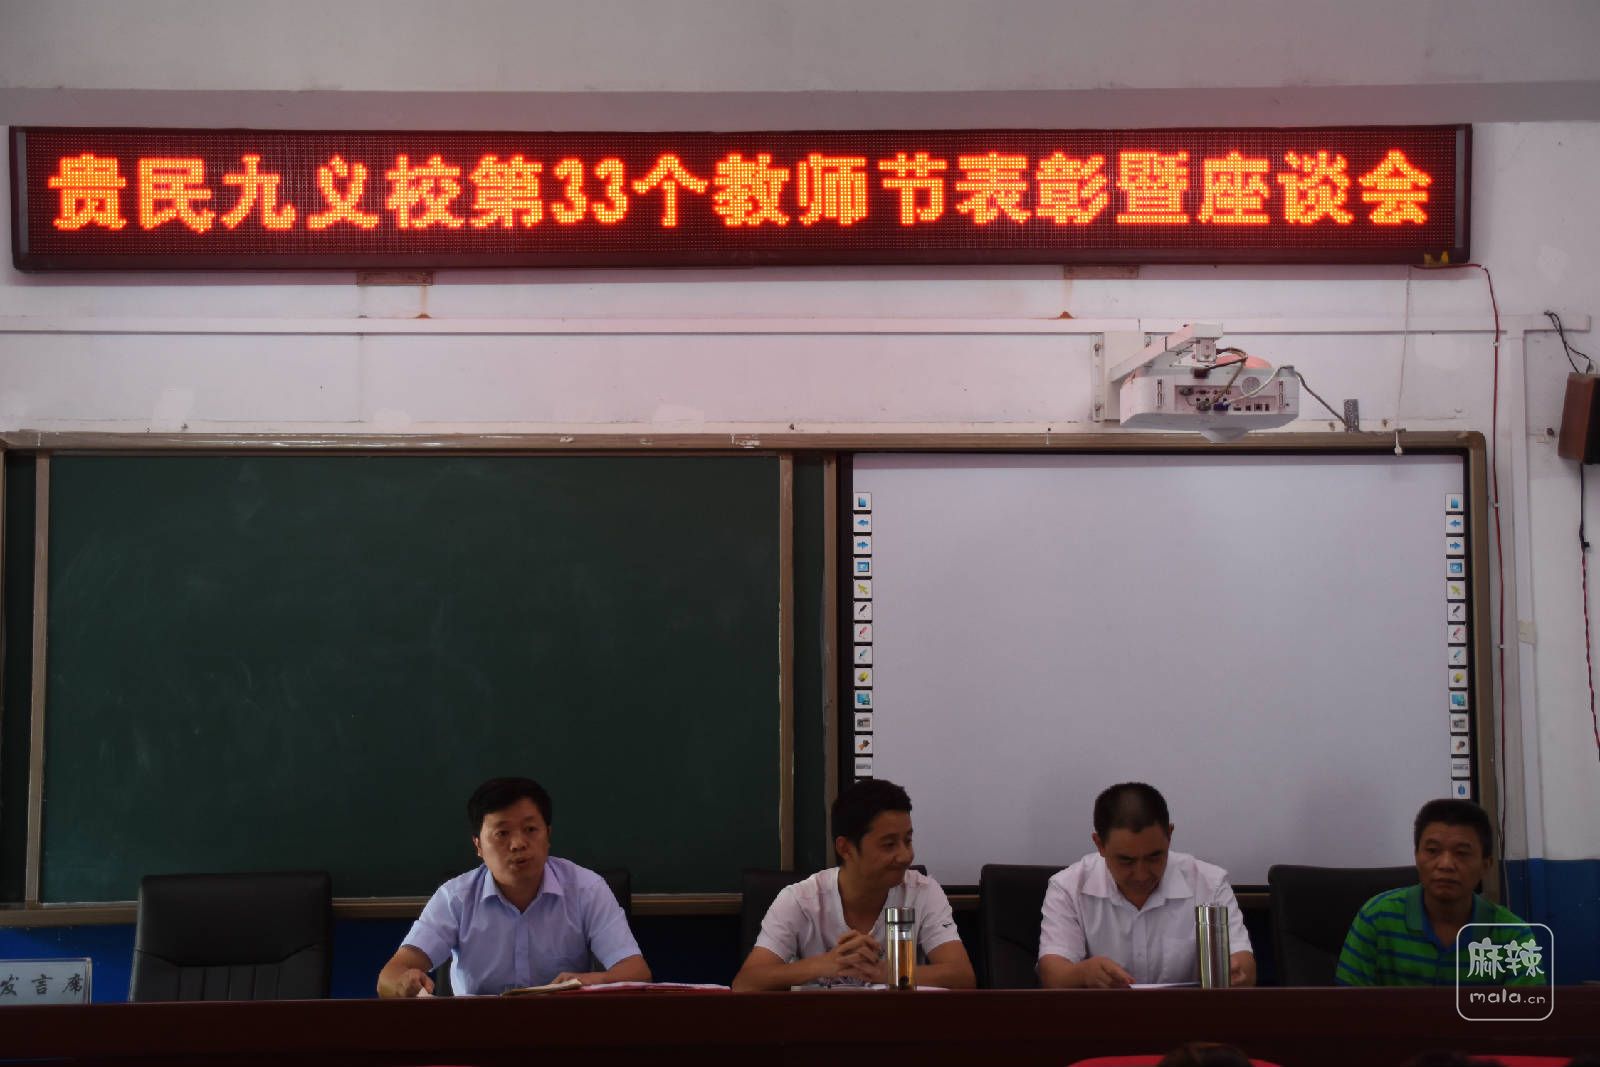 贵民九义校第33个教师节表彰暨座谈会
发言席
麻辣
mala.cn